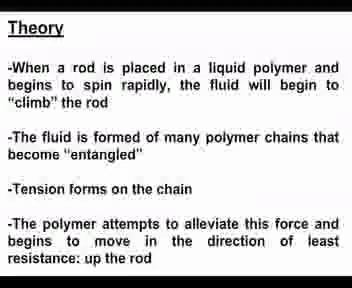 Theory
-When a rod is placed in a liquid polymer and
begins to spin rapidly, the fluid will begin to
“climb” the rod
-The fluid is formed of many polymer chains that
become “entangled”
-Tension forms on the chain
-The polymer attempts to alleviate this force and
begins to move in the direction of least
resistance: up the rod